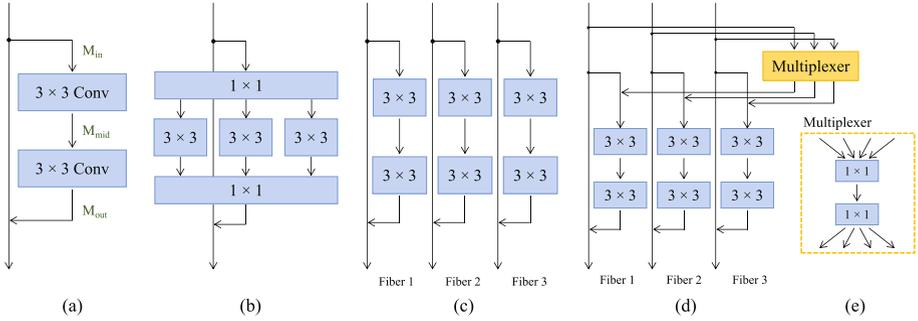 M_in
3 × 3 Conv
M_mid
3 × 3 Conv
M_out
(a)
1 × 1
3 × 3 3 × 3 3 × 3
1 × 1
(b)
3 × 3 3 × 3 3 × 3
3 × 3 3 × 3 3 × 3
Fiber 1 Fiber 2 Fiber 3
(c)
Multiplexer
3 × 3 3 × 3 3 × 3
3 × 3 3 × 3 3 × 3
Fiber 1 Fiber 2 Fiber 3
(d)
Multiplexer
1 × 1
1 × 1
(e)